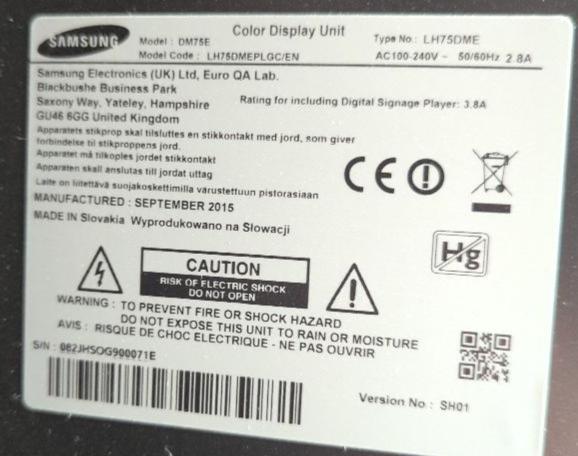 SAMSUNG
Color Display Unit
Model : DM75E
Type No.: LH75DME
Model Code : LH75DMEPLGC/EN
AC100-240V ~ 50/60Hz 2.8A
Samsung Electronics (UK) Ltd, Euro QA Lab.
Blackbushe Business Park
Saxony Way, Yateley, Hampshire
GU46 6GG United Kingdom
Rating for including Digital Signage Player: 3.8A
Apparatets stikprop skal tilsluttes en stikkontakt med jord, som giver
forbindelse til stikproppens jord.
Apparatet må tilkoples jordet stikkontakt
Apparaten skall anslutas till jordat uttag
Laite on liitettävä suojakoskettimilla varustettuun pistorasiaan
MANUFACTURED : SEPTEMBER 2015
MADE IN Slovakia Wyprodukowano na Słowacji
CE
Hg
CAUTION
RISK OF ELECTRIC SHOCK
DO NOT OPEN
WARNING : TO PREVENT FIRE OR SHOCK HAZARD
DO NOT EXPOSE THIS UNIT TO RAIN OR MOISTURE
AVIS : RISQUE DE CHOC ELECTRIQUE - NE PAS OUVRIR
S/N : 082JHSOG900071E
Version No : SH01